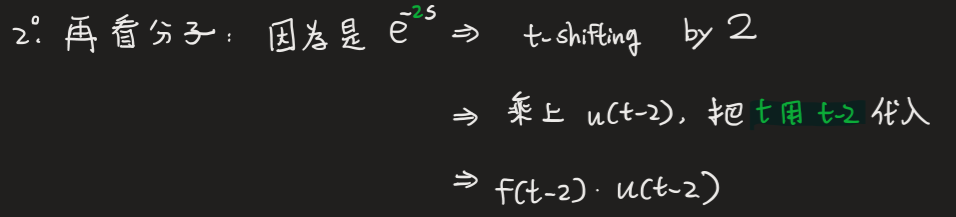 2°. 再看分子: 因为是 e^{-2s} ⇒ t-shifting by 2
⇒ 乘上 u(t-2), 把 t用 t-2 代入
⇒ f(t-2) · u(t-2)